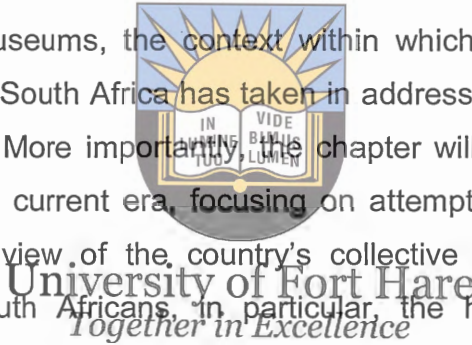 useums, the context within which
South Africa has taken in address
IN VIDE
LUMINE BIMUS
TUO LUMEN
More importantly, the chapter will
current era, focusing on attempt
view of the country's collective
University of Fort Hare
uth Africans, in particular, the h
Together in Excellence